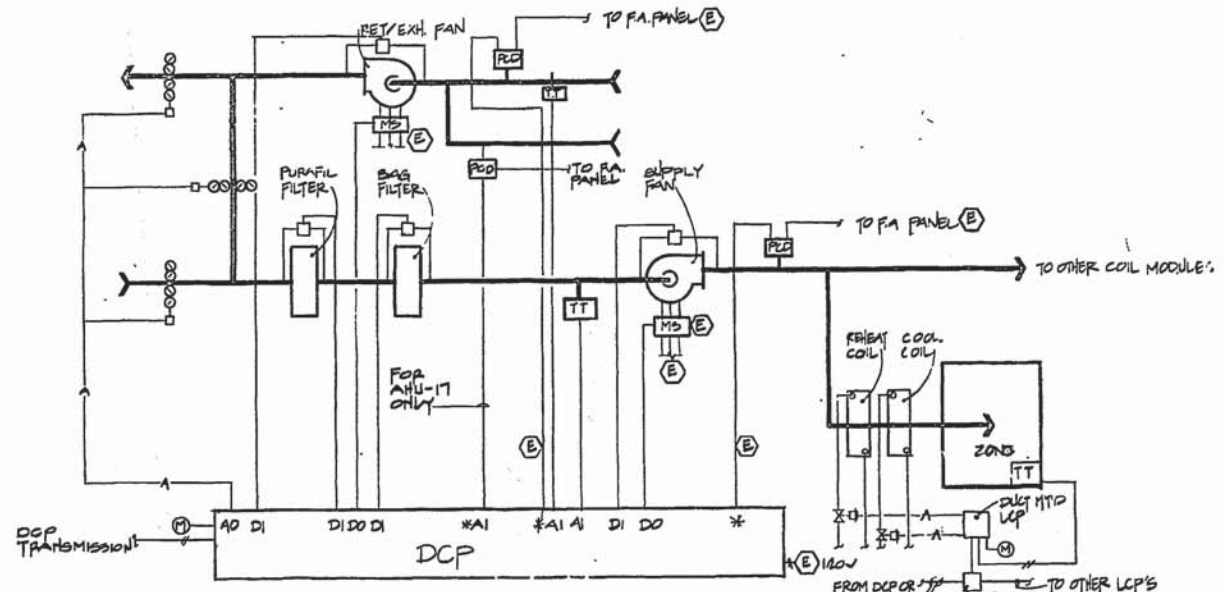 RET/EXH. FAN
TO F.A. PANEL E
PCD
TT
MS
E
PCD
TO F.A.
PANEL
PURAFIL
FILTER
BAG
FILTER
SUPPLY
FAN
TO F.A PANEL E
PCD
TO OTHER COIL MODULES
TT
MS
E
E
REHEAT
COIL
COOL.
COIL
FOR
AHU-17
ONLY
E
E
ZONE
TT
A
A
A
DUCT MTD
LCP
M
A
A
DCP
TRANSMISSION
M
AO DI DI DO DI *AI * AI AI DI DO *
DCP
E 120V
FROM DCP OR
TO OTHER LCP'S